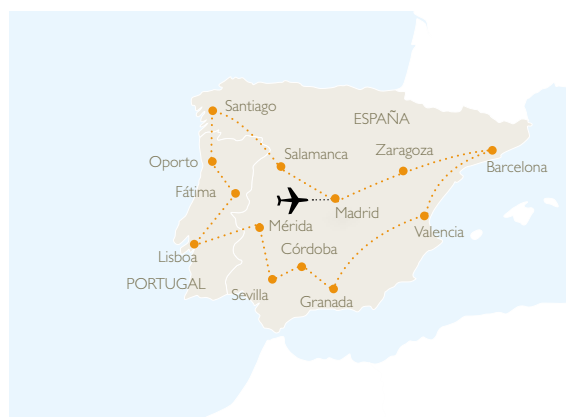 Santiago
ESPAÑA
Zaragoza
Salamanca
Oporto
Barcelona
Fátima
Madrid
Mérida
Valencia
Córdoba
Lisboa
PORTUGAL
Sevilla
Granada